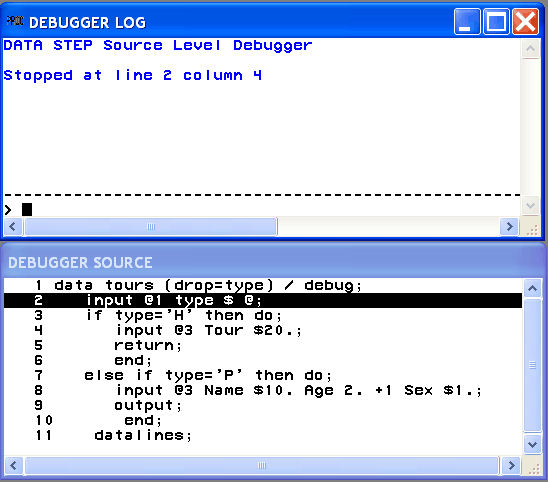 DEBUGGER LOG
DATA STEP Source Level Debugger
Stopped at line 2 column 4
>
DEBUGGER SOURCE
1 data tours (drop=type) / debug;
2 input @1 type $ @;
3 if type='H' then do;
4 input @3 Tour $20.;
5 return;
6 end;
7 else if type='P' then do;
8 input @3 Name $10. Age 2. +1 Sex $1.;
9 output;
10 end;
11 datalines;